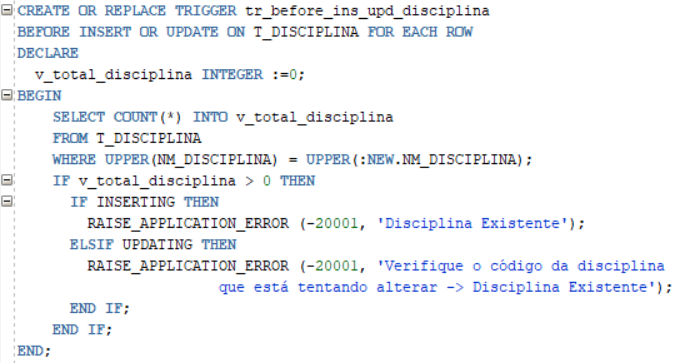 CREATE OR REPLACE TRIGGER tr_before_ins_upd_disciplina
BEFORE INSERT OR UPDATE ON T_DISCIPLINA FOR EACH ROW
DECLARE
  v_total_disciplina INTEGER :=0;
BEGIN
    SELECT COUNT(*) INTO v_total_disciplina
    FROM T_DISCIPLINA
    WHERE UPPER(NM_DISCIPLINA) = UPPER(:NEW.NM_DISCIPLINA);
    IF v_total_disciplina > 0 THEN
      IF INSERTING THEN
        RAISE_APPLICATION_ERROR (-20001, 'Disciplina Existente');
      ELSIF UPDATING THEN
        RAISE_APPLICATION_ERROR (-20001, 'Verifique o código da disciplina
                       que está tentando alterar -> Disciplina Existente');
      END IF;
    END IF;
END;